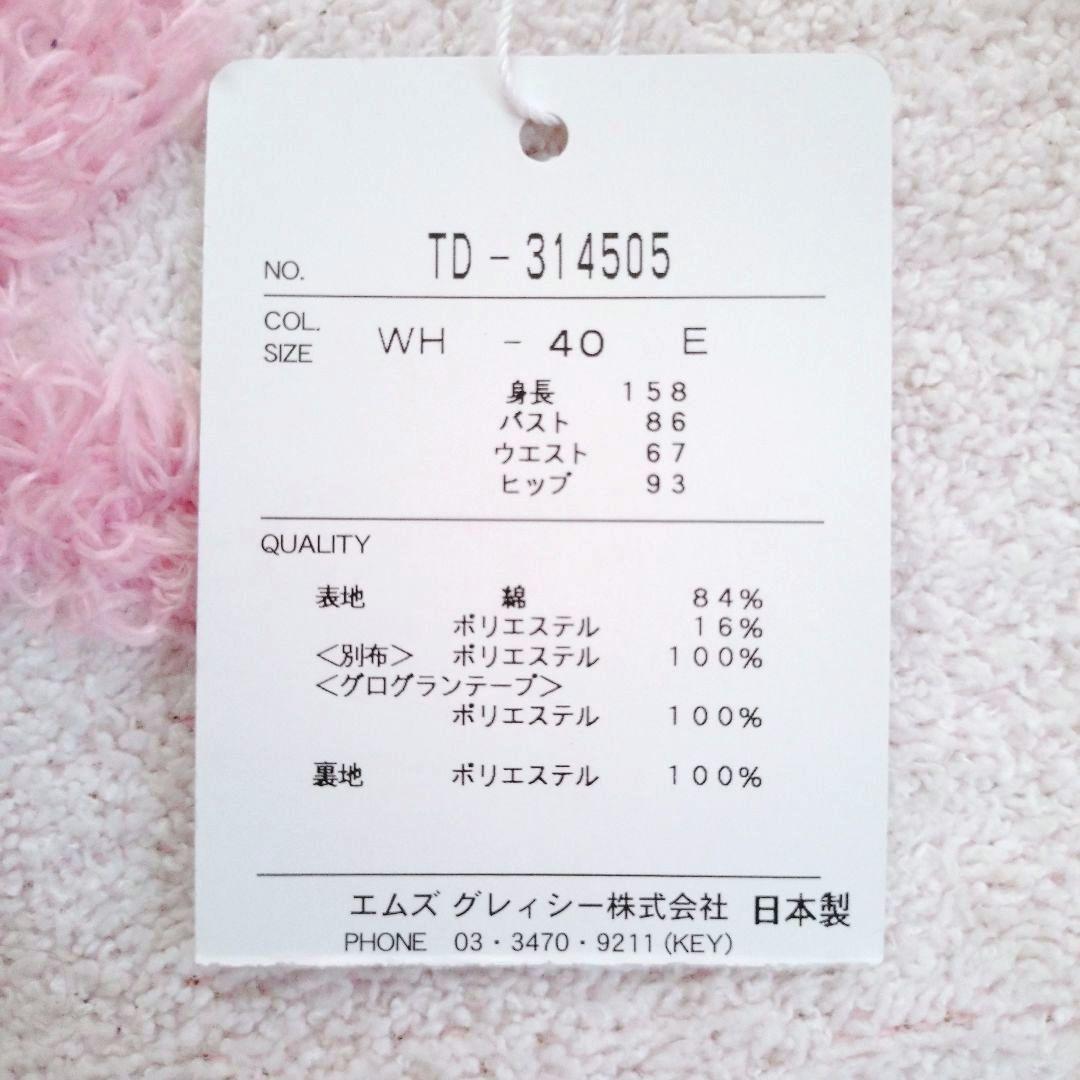 NO. TD-314505
COL. SIZE WH - 40 E
身長 158
バスト 86
ウエスト 67
ヒップ 93
QUALITY
表地 綿 84%
ポリエステル 16%
<別布> ポリエステル 100%
<グログランテープ>
ポリエステル 100%
裏地 ポリエステル 100%
エムズ グレィシー株式会社 日本製
PHONE 03・3470・9211(KEY)